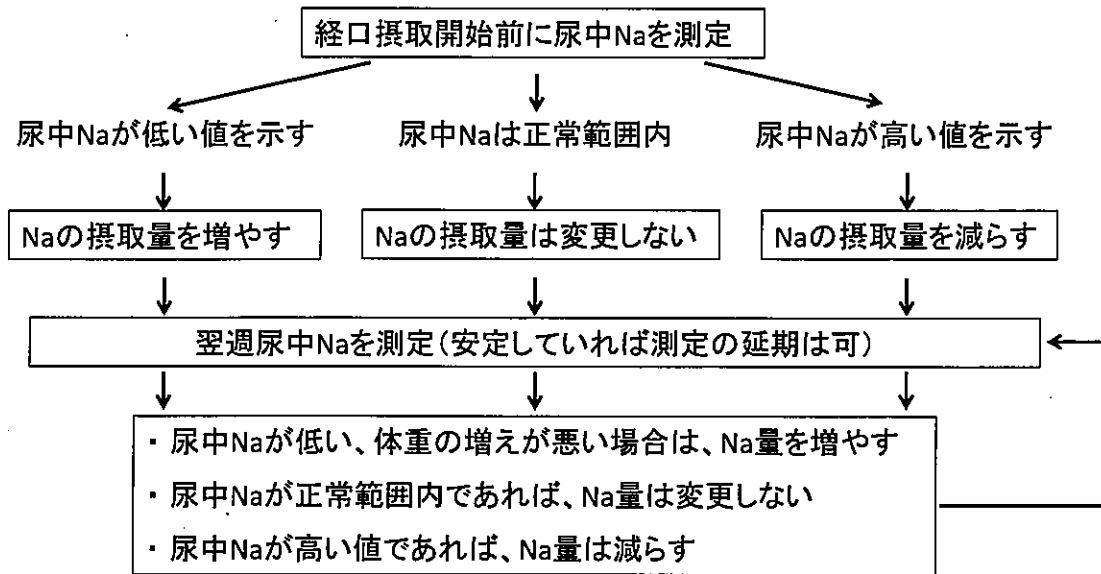 経口摂取開始前に尿中Naを測定
尿中Naが低い値を示す
尿中Naは正常範囲内
尿中Naが高い値を示す
Naの摂取量を増やす
Naの摂取量は変更しない
Naの摂取量を減らす
翌週尿中Naを測定(安定していれば測定の延期は可)
・ 尿中Naが低い、体重の増えが悪い場合は、Na量を増やす
・ 尿中Naが正常範囲内であれば、Na量は変更しない
・ 尿中Naが高い値であれば、Na量は減らす